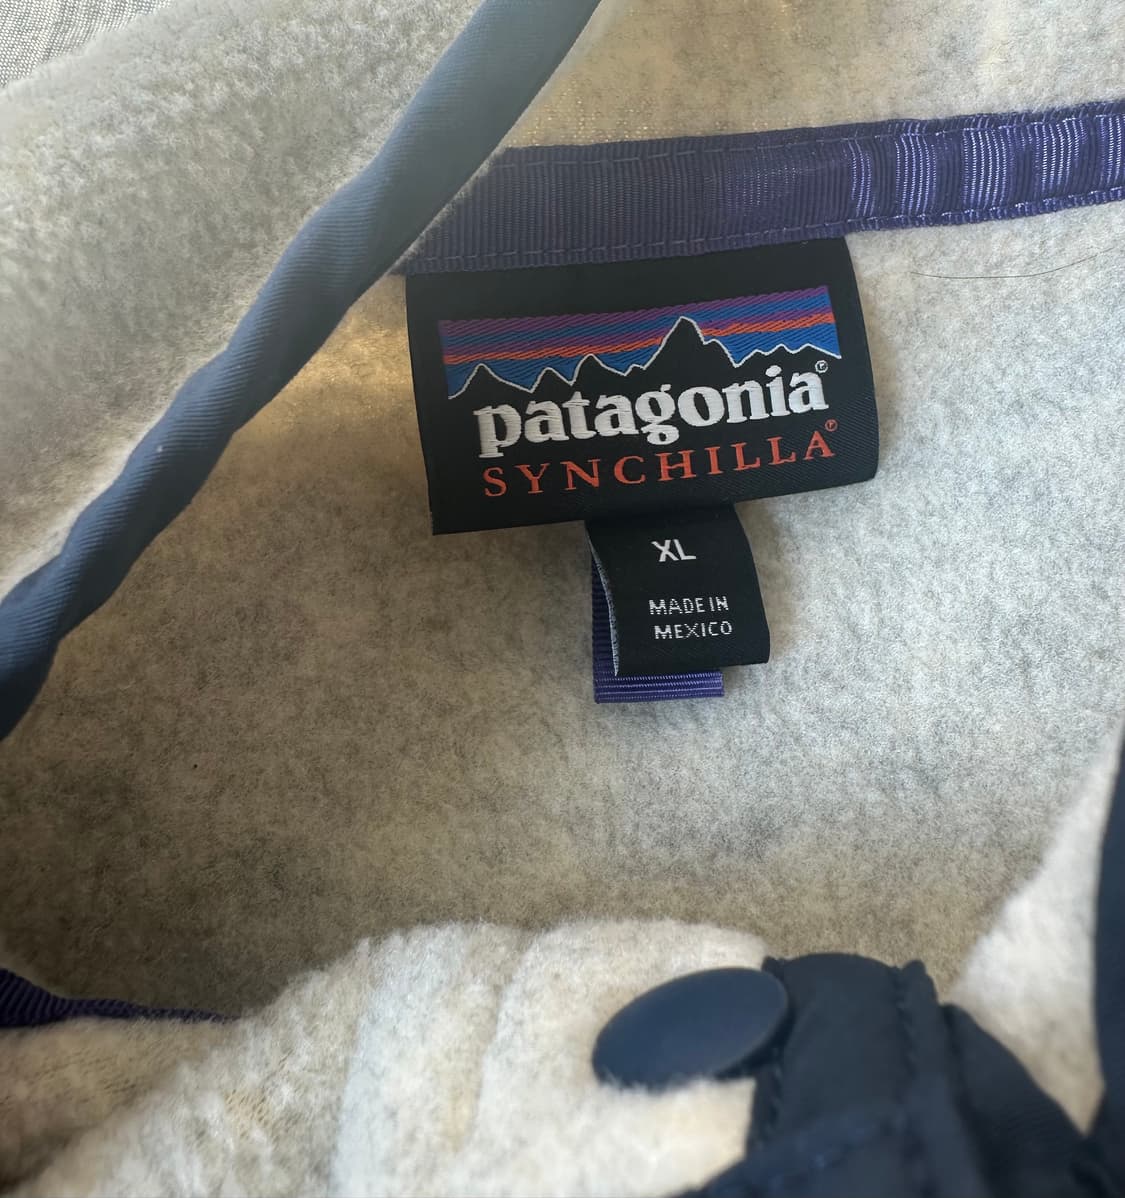 patagonia®
SYNCHILLA®
XL
MADE IN
MEXICO